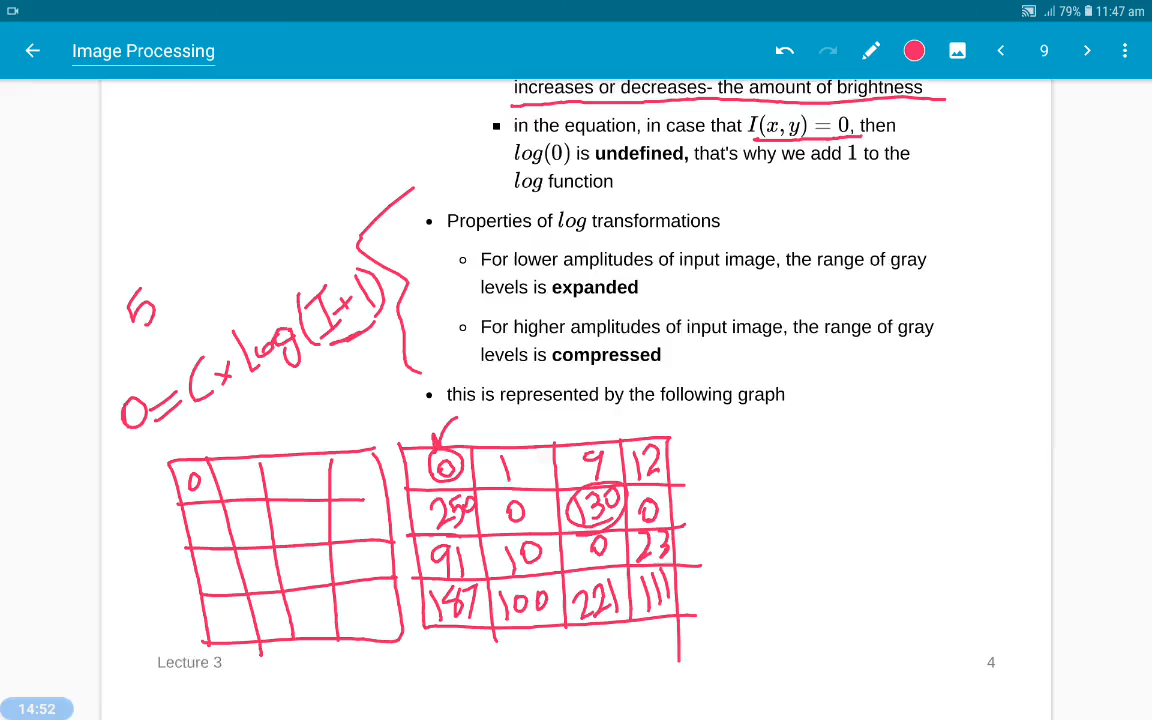 79% 11:47 am
Image Processing
9
increases or decreases- the amount of brightness
in the equation, in case that I(x, y) = 0, then
log(0) is undefined, that's why we add 1 to the
log function
Properties of log transformations
For lower amplitudes of input image, the range of gray
levels is expanded
For higher amplitudes of input image, the range of gray
levels is compressed
this is represented by the following graph
5
O = C x log(I+1)
0
0 1 9 12
250 0 130 0
91 10 0 23
187 100 221 111
Lecture 3
4
14:52